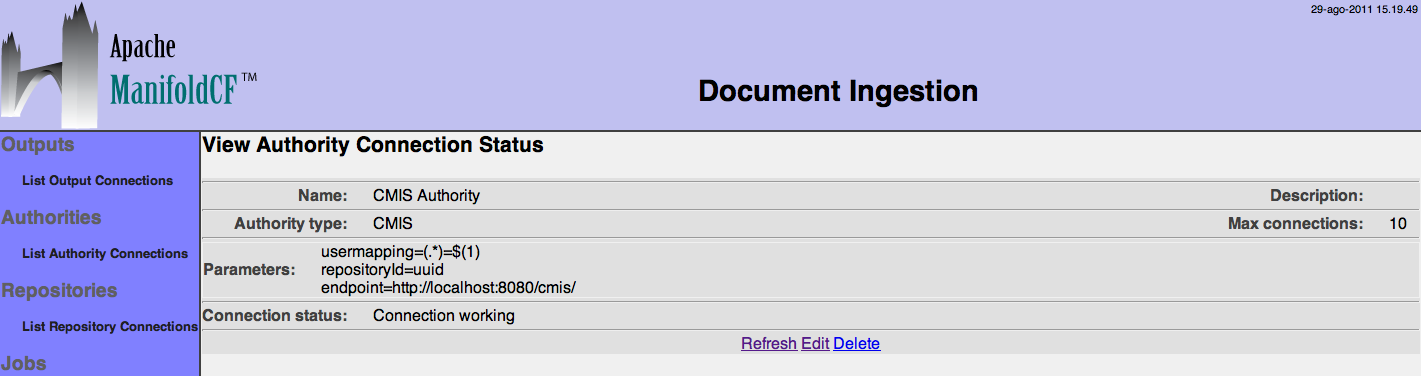 29-ago-2011 15.19.49
Apache
ManifoldCF™
Document Ingestion
Outputs
List Output Connections
Authorities
List Authority Connections
Repositories
List Repository Connections
Jobs
View Authority Connection Status
Name: CMIS Authority Description:
Authority type: CMIS Max connections: 10
Parameters: usermapping=(.*)=$(1)
repositoryId=uuid
endpoint=http://localhost:8080/cmis/
Connection status: Connection working
Refresh Edit Delete